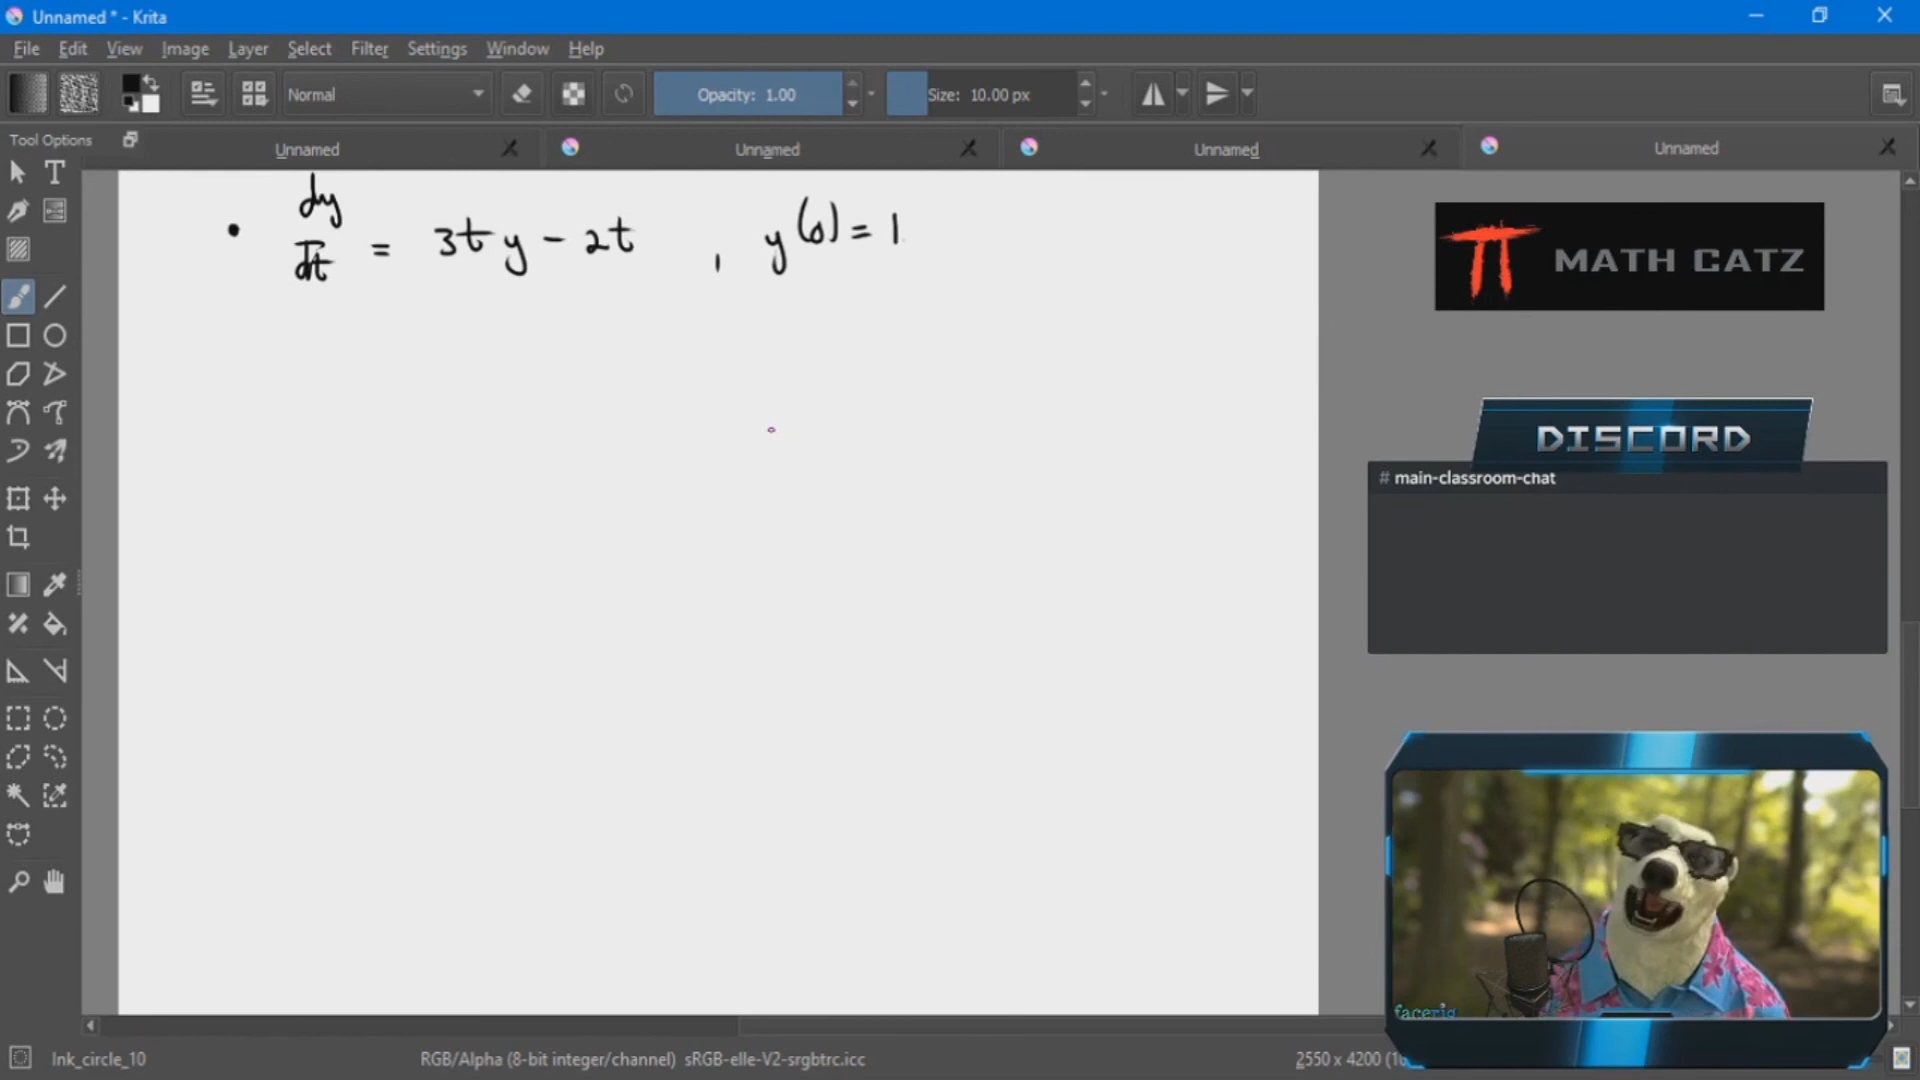 Unnamed * - Krita
File Edit View Image Layer Select Filter Settings Window Help
Normal Opacity: 1.00 Size: 10.00 px
Tool Options
Unnamed Unnamed Unnamed Unnamed
• dy/dt = 3ty - 2t , y(0) = 1
π MATH CATZ
DISCORD
# main-classroom-chat
facerig
Ink_circle_10 RGB/Alpha (8-bit integer/channel) sRGB-elle-V2-srgbtrc.icc 2550 x 4200 (10